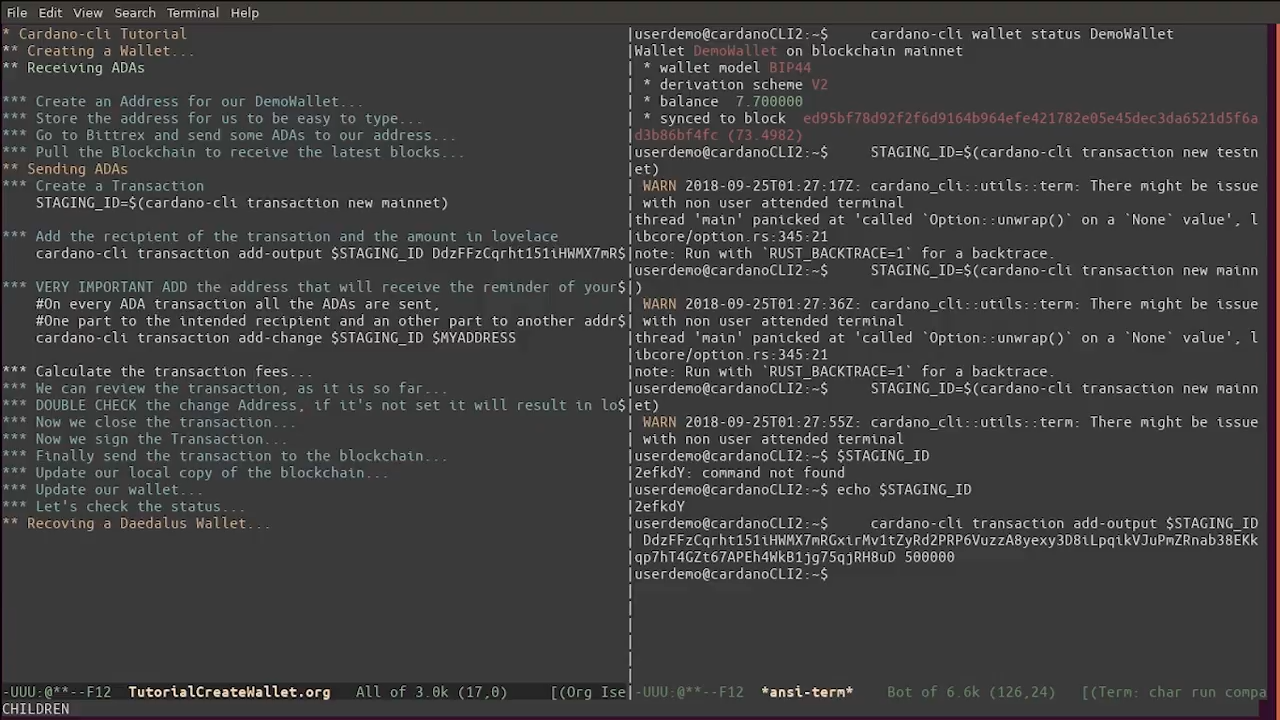 File Edit View Search Terminal Help
* Cardano-cli Tutorial
** Creating a Wallet...
** Receiving ADAs
*** Create an Address for our DemoWallet...
*** Store the address for us to be easy to type...
*** Go to Bittrex and send some ADAs to our address...
*** Pull the Blockchain to receive the latest blocks...
** Sending ADAs
*** Create a Transaction
STAGING_ID=$(cardano-cli transaction new mainnet)
*** Add the recipient of the transation and the amount in lovelace
cardano-cli transaction add-output $STAGING_ID DdzFFzCqrht151iHWMX7mR$
*** VERY IMPORTANT ADD the address that will receive the reminder of your$
#On every ADA transaction all the ADAs are sent,
#One part to the intended recipient and an other part to another addr$
cardano-cli transaction add-change $STAGING_ID $MYADDRESS
*** Calculate the transaction fees...
*** We can review the transaction, as it is so far...
*** DOUBLE CHECK the change Address, if it's not set it will result in lo$
*** Now we close the transaction...
*** Now we sign the Transaction...
*** Finally send the transaction to the blockchain...
*** Update our local copy of the blockchain...
*** Update our wallet...
*** Let's check the status...
** Recoving a Daedalus Wallet...
-UUU:@**--F12 TutorialCreateWallet.org All of 3.0k (17,0) [(Org Ise
userdemo@cardanoCLI2:~$ cardano-cli wallet status DemoWallet
Wallet DemoWallet on blockchain mainnet
* wallet model BIP44
* derivation scheme V2
* balance 7.700000
* synced to block ed95bf78d92f2f6d9164b964efe421782e05e45dec3da6521d5f6a
d3b86bf4fc (73.4982)
userdemo@cardanoCLI2:~$ STAGING_ID=$(cardano-cli transaction new testn
et)
WARN 2018-09-25T01:27:17Z: cardano_cli::utils::term: There might be issue
with non user attended terminal
thread 'main' panicked at 'called `Option::unwrap()` on a `None` value', l
ibcore/option.rs:345:21
note: Run with `RUST_BACKTRACE=1` for a backtrace.
userdemo@cardanoCLI2:~$ STAGING_ID=$(cardano-cli transaction new mainn
)
WARN 2018-09-25T01:27:36Z: cardano_cli::utils::term: There might be issue
with non user attended terminal
thread 'main' panicked at 'called `Option::unwrap()` on a `None` value', l
ibcore/option.rs:345:21
note: Run with `RUST_BACKTRACE=1` for a backtrace.
userdemo@cardanoCLI2:~$ STAGING_ID=$(cardano-cli transaction new mainn
et)
WARN 2018-09-25T01:27:55Z: cardano_cli::utils::term: There might be issue
with non user attended terminal
userdemo@cardanoCLI2:~$ $STAGING_ID
2efkdY: command not found
userdemo@cardanoCLI2:~$ echo $STAGING_ID
2efkdY
userdemo@cardanoCLI2:~$ cardano-cli transaction add-output $STAGING_ID
DdzFFzCqrht151iHWMX7mRGxirMv1tZyRd2PRP6VuzzA8yexy3D8iLpqikVJuPmZRnab38EKk
qp7hT4GZt67APEh4WkB1jg75qjRH8uD 500000
userdemo@cardanoCLI2:~$
-UUU:@**--F12 *ansi-term* Bot of 6.6k (126,24) [(Term: char run compa
CHILDREN